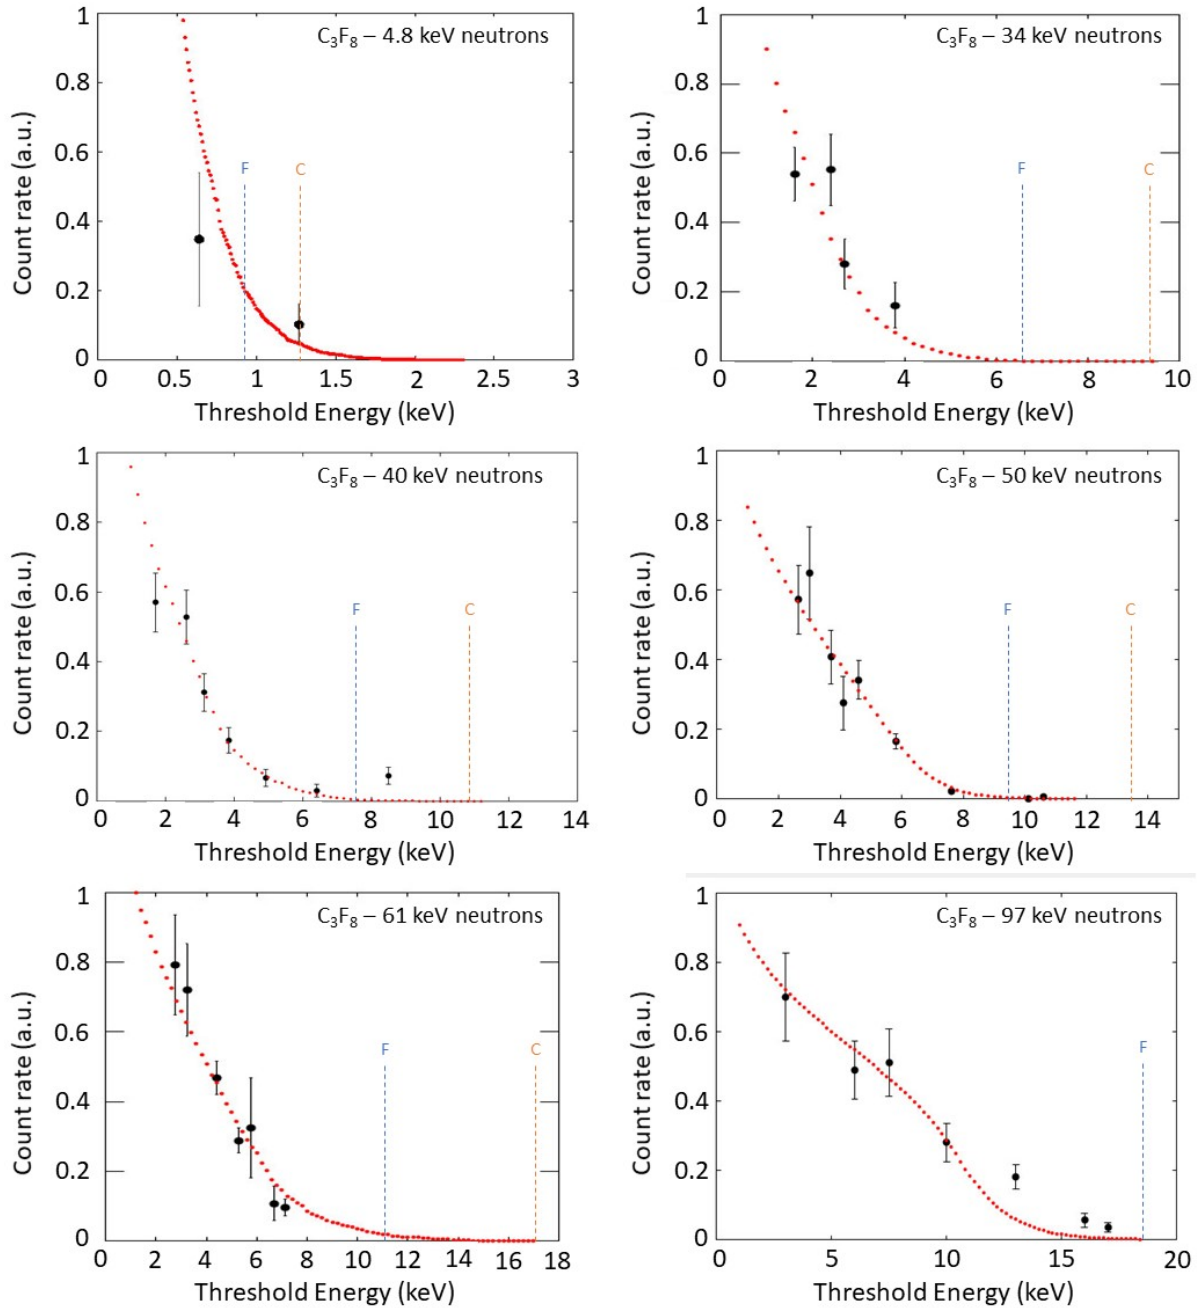 C₃F₈ – 4.8 keV neutrons
Count rate (a.u.)
1
0.8
0.6
0.4
0.2
0
F
C
0 0.5 1 1.5 2 2.5 3
Threshold Energy (keV)
C₃F₈ – 34 keV neutrons
Count rate (a.u.)
1
0.8
0.6
0.4
0.2
0
F
C
0 2 4 6 8 10
Threshold Energy (keV)
C₃F₈ – 40 keV neutrons
Count rate (a.u.)
1
0.8
0.6
0.4
0.2
0
F
C
0 2 4 6 8 10 12 14
Threshold Energy (keV)
C₃F₈ – 50 keV neutrons
Count rate (a.u.)
1
0.8
0.6
0.4
0.2
0
F
C
0 2 4 6 8 10 12 14
Threshold Energy (keV)
C₃F₈ – 61 keV neutrons
Count rate (a.u.)
1
0.8
0.6
0.4
0.2
0
F
C
0 2 4 6 8 10 12 14 16 18
Threshold Energy (keV)
C₃F₈ – 97 keV neutrons
Count rate (a.u.)
1
0.8
0.6
0.4
0.2
0
F
0 5 10 15 20
Threshold Energy (keV)